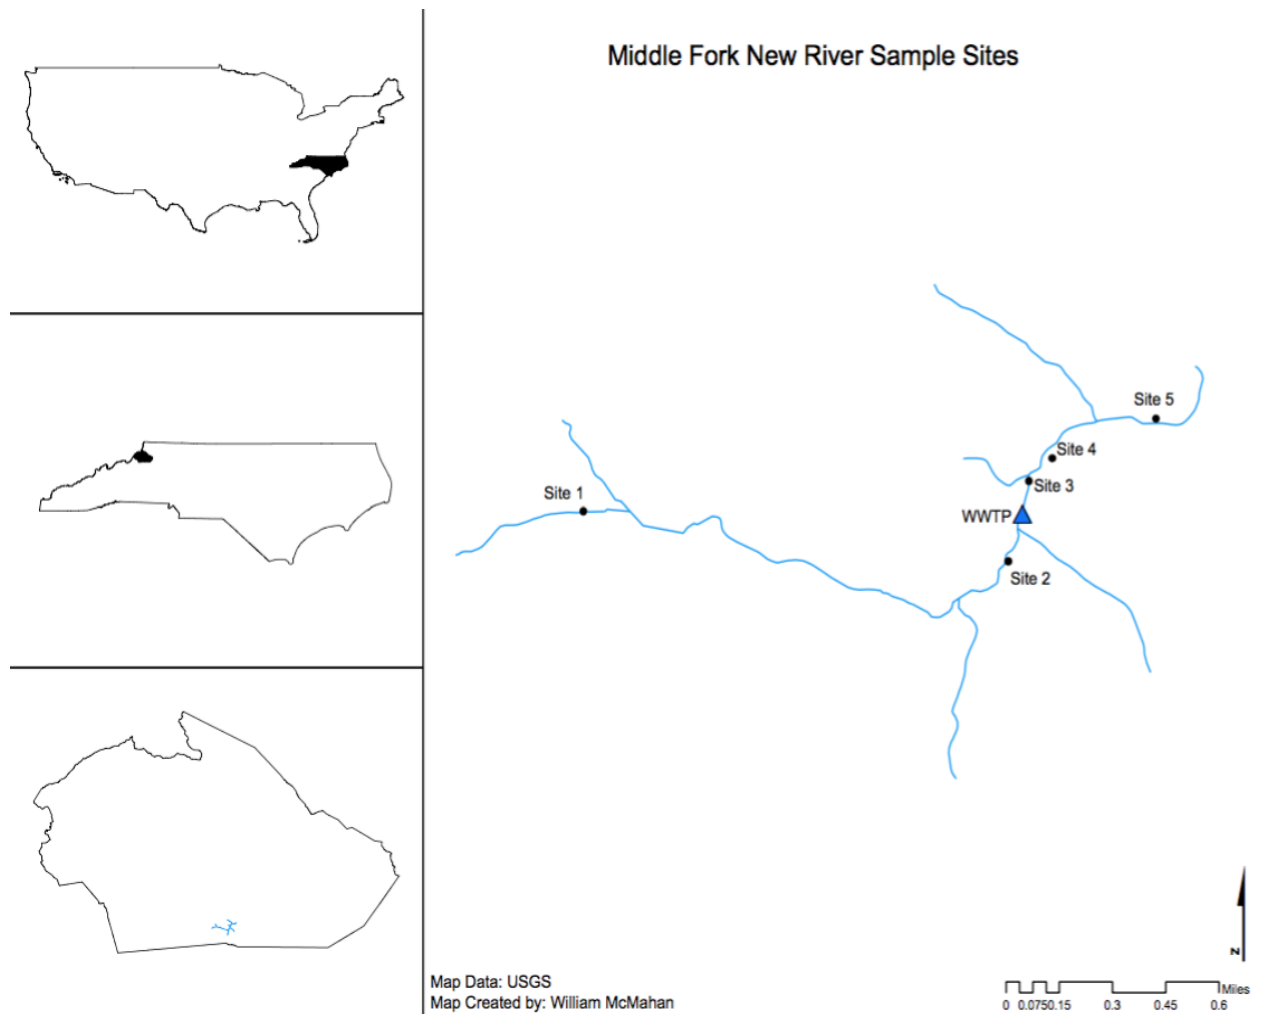 Middle Fork New River Sample Sites
Site 5
Site 4
Site 1
Site 3
WWTP
Site 2
N
Map Data: USGS
Map Created by: William McMahan
Miles
0 0.0750.15 0.3 0.45 0.6